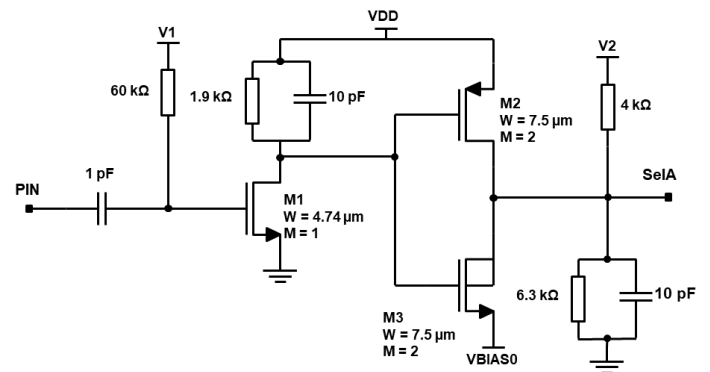 VDD
V1
V2
60 kΩ
1.9 kΩ
10 pF
M2
W = 7.5 µm
M = 2
4 kΩ
1 pF
PIN
SelA
M1
W = 4.74 µm
M = 1
6.3 kΩ
10 pF
M3
W = 7.5 µm
M = 2
VBIAS0